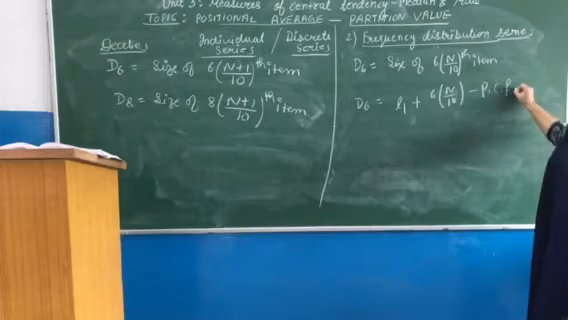 Unit 3: Measures of central tendency - Median & Mode
TOPIC: POSITIONAL AVERAGE - PARTATION VALUE
Deciles Individual Series / Discrete Series
D6 = Size of 6(N+1/10)th item
D8 = Size of 8(N+1/10)th item
2) Frequency distribution series
D6 = Size of 6(N/10)th item
D6 = l1 + 6(N/10) - P.C.f